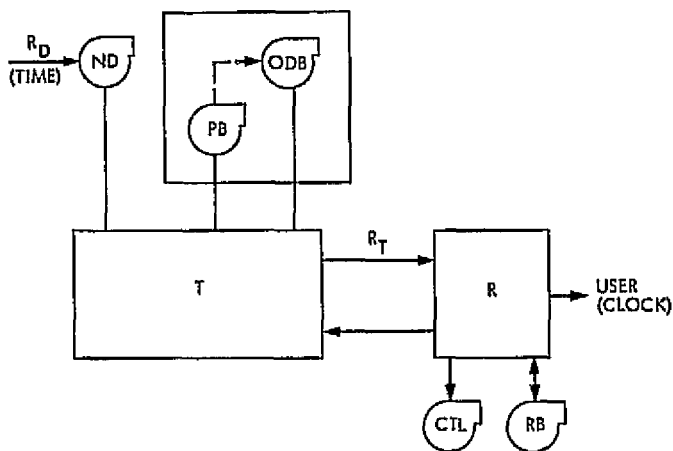 R_D
(TIME)
ND
ODB
PB
T
R_T
R
USER
(CLOCK)
CTL
RB